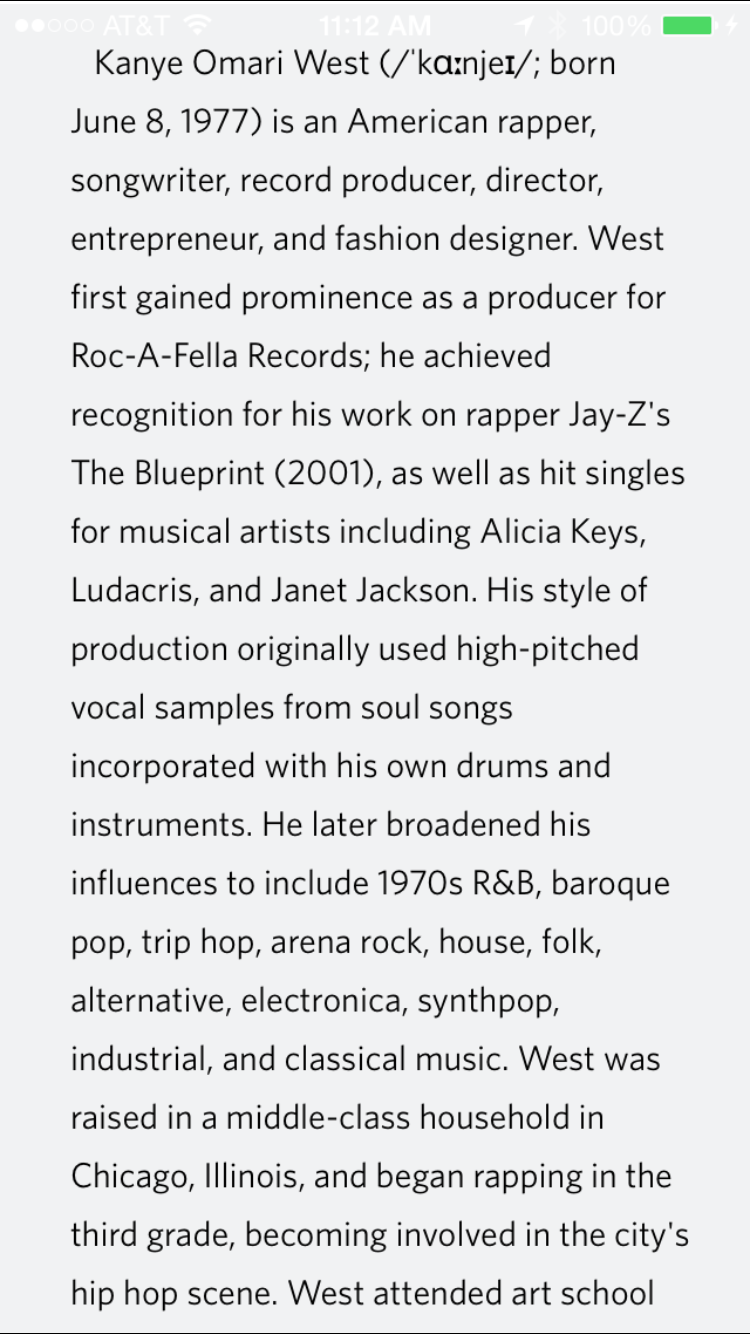 AT&T 11:12 AM 100%
Kanye Omari West (/ˈkɑːnjeɪ/; born
June 8, 1977) is an American rapper,
songwriter, record producer, director,
entrepreneur, and fashion designer. West
first gained prominence as a producer for
Roc-A-Fella Records; he achieved
recognition for his work on rapper Jay-Z's
The Blueprint (2001), as well as hit singles
for musical artists including Alicia Keys,
Ludacris, and Janet Jackson. His style of
production originally used high-pitched
vocal samples from soul songs
incorporated with his own drums and
instruments. He later broadened his
influences to include 1970s R&B, baroque
pop, trip hop, arena rock, house, folk,
alternative, electronica, synthpop,
industrial, and classical music. West was
raised in a middle-class household in
Chicago, Illinois, and began rapping in the
third grade, becoming involved in the city's
hip hop scene. West attended art school